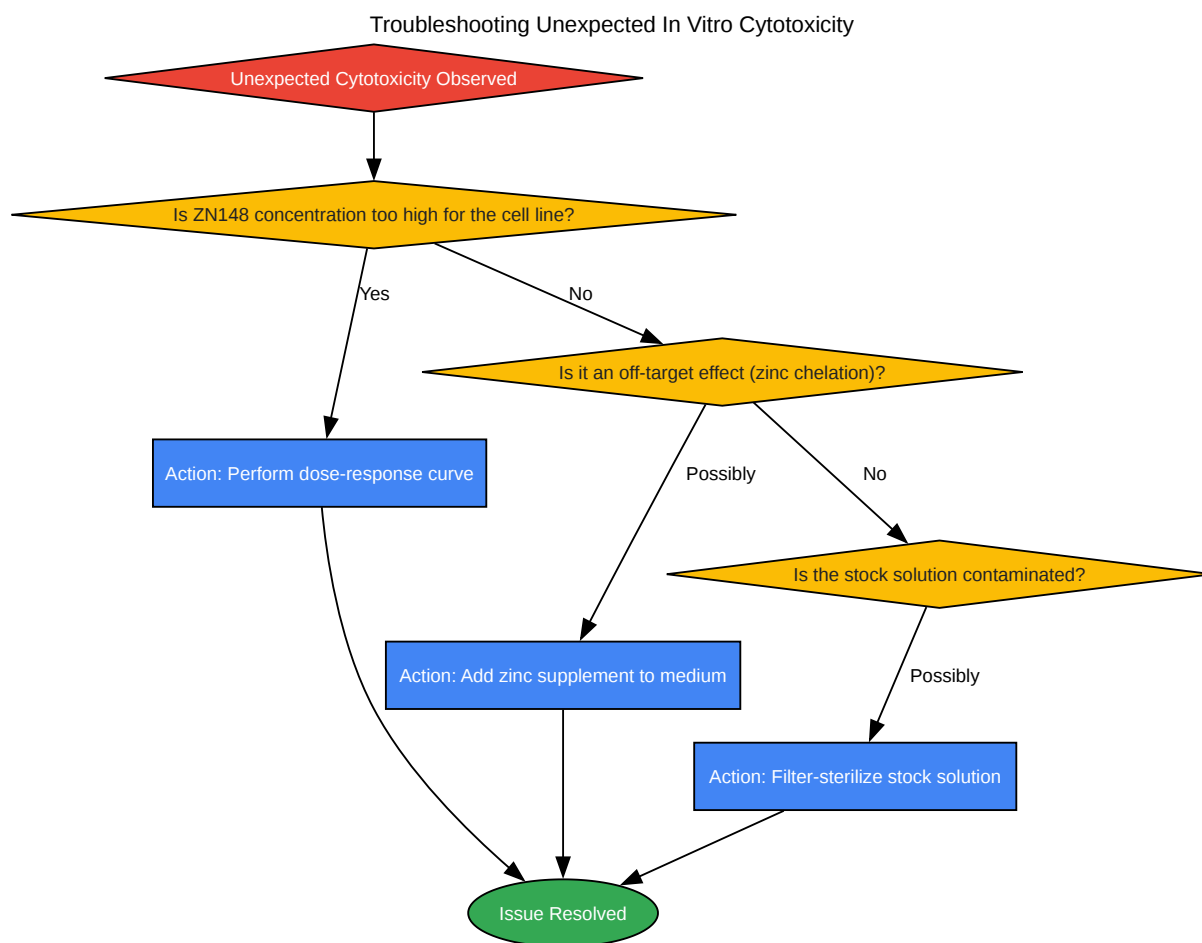 Troubleshooting Unexpected In Vitro Cytotoxicity
Unexpected Cytotoxicity Observed
Is ZN148 concentration too high for the cell line?
Yes
No
Is it an off-target effect (zinc chelation)?
Action: Perform dose-response curve
Possibly
No
Is the stock solution contaminated?
Action: Add zinc supplement to medium
Possibly
Action: Filter-sterilize stock solution
Issue Resolved